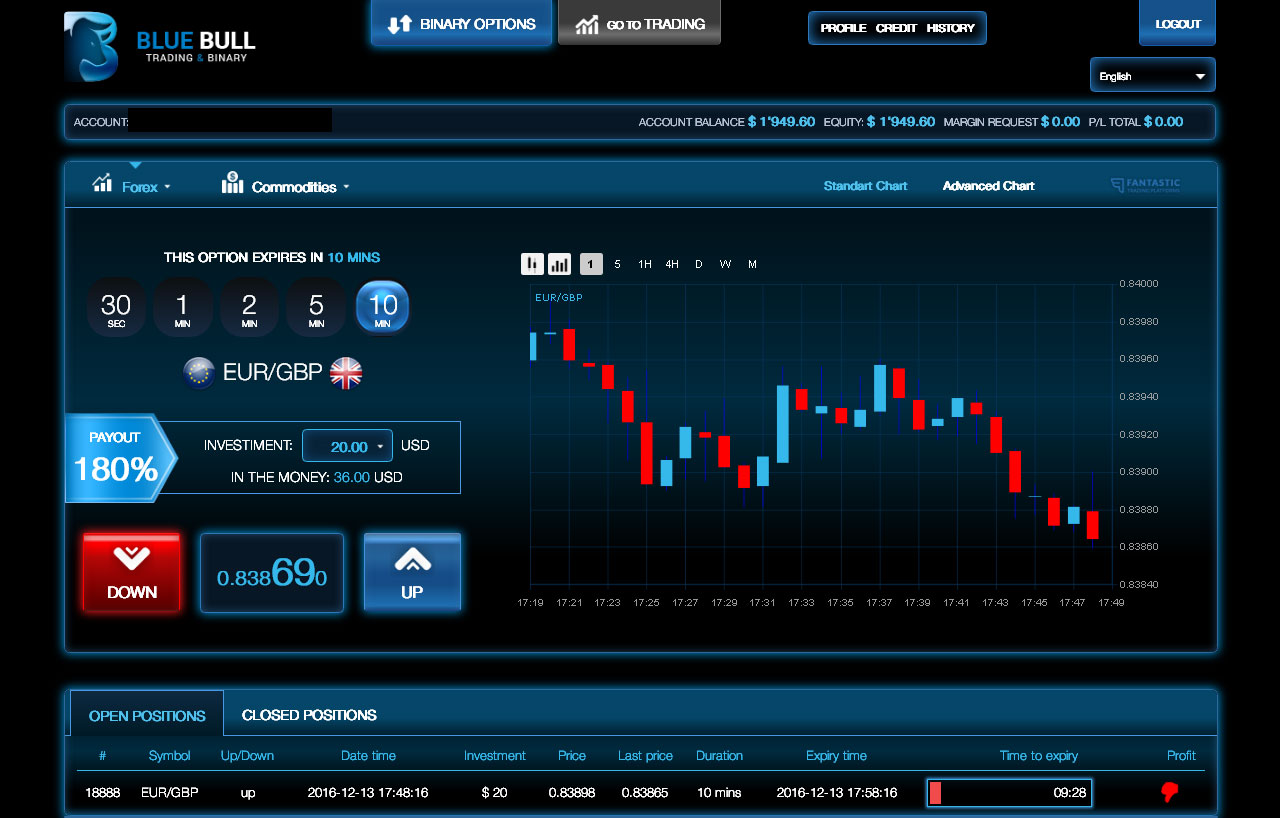 BINARY OPTIONS
GO TO TRADING
PROFILE CREDIT HISTORY
LOGOUT
BLUE BULL
TRADING & BINARY
English
ACCOUNT:
ACCOUNT BALANCE $ 1'949.60 EQUITY: $ 1'949.60 MARGIN REQUEST $ 0.00 P/L TOTAL $ 0.00
Forex
Commodities
Standart Chart
Advanced Chart
FANTASTIC
THIS OPTION EXPIRES IN 10 MINS
30 1 2 5 10
SEC MIN MIN MIN MIN
EUR/GBP
PAYOUT
180%
INVESTIMENT: 20.00 USD
IN THE MONEY: 36.00 USD
DOWN
0.838690
UP
1 5 1H 4H D W M
EUR/GBP
0.84000
0.83980
0.83960
0.83940
0.83920
0.83900
0.83880
0.83860
0.83840
17:19 17:21 17:23 17:25 17:27 17:29 17:31 17:33 17:35 17:37 17:39 17:41 17:43 17:45 17:47 17:49
OPEN POSITIONS
CLOSED POSITIONS
# Symbol Up/Down Date time Investment Price Last price Duration Expiry time Time to expiry Profit
18888 EUR/GBP up 2016-12-13 17:48:16 $ 20 0.83898 0.83865 10 mins 2016-12-13 17:58:16 09:28